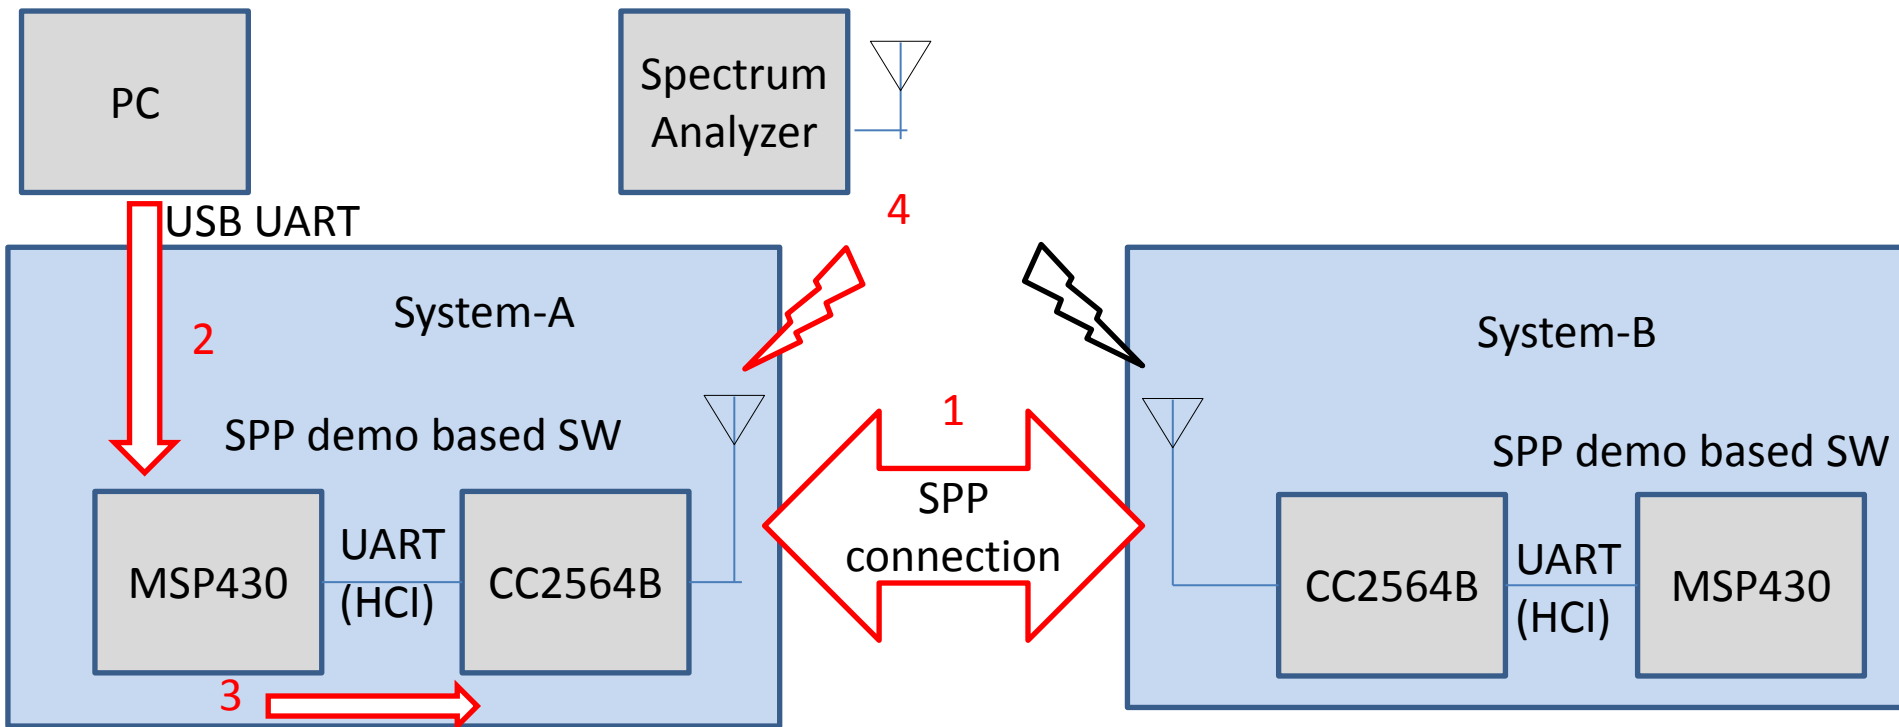 PC
Spectrum
Analyzer
4
USB UART
System-A
2
SPP demo based SW
MSP430
UART
(HCI)
CC2564B
3
1
SPP
connection
System-B
SPP demo based SW
CC2564B
UART
(HCI)
MSP430